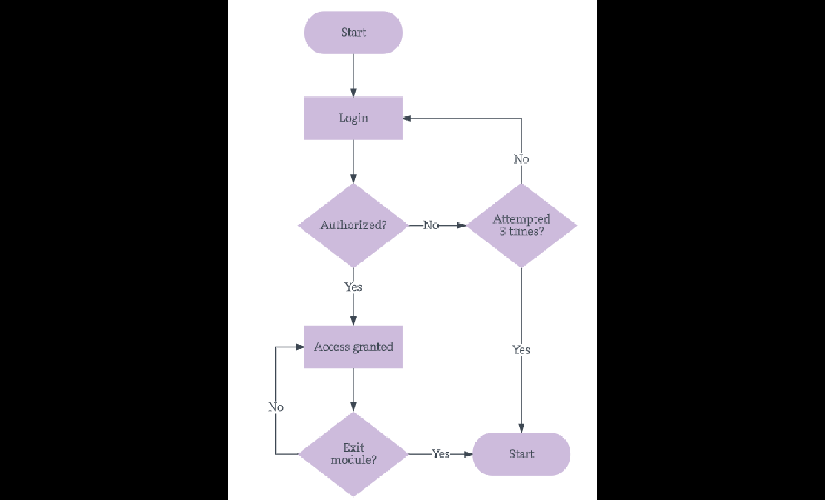 Start
Login
No
Authorized?
No
Attempted
3 times?
Yes
Access granted
Yes
No
Exit
module?
Yes
Start